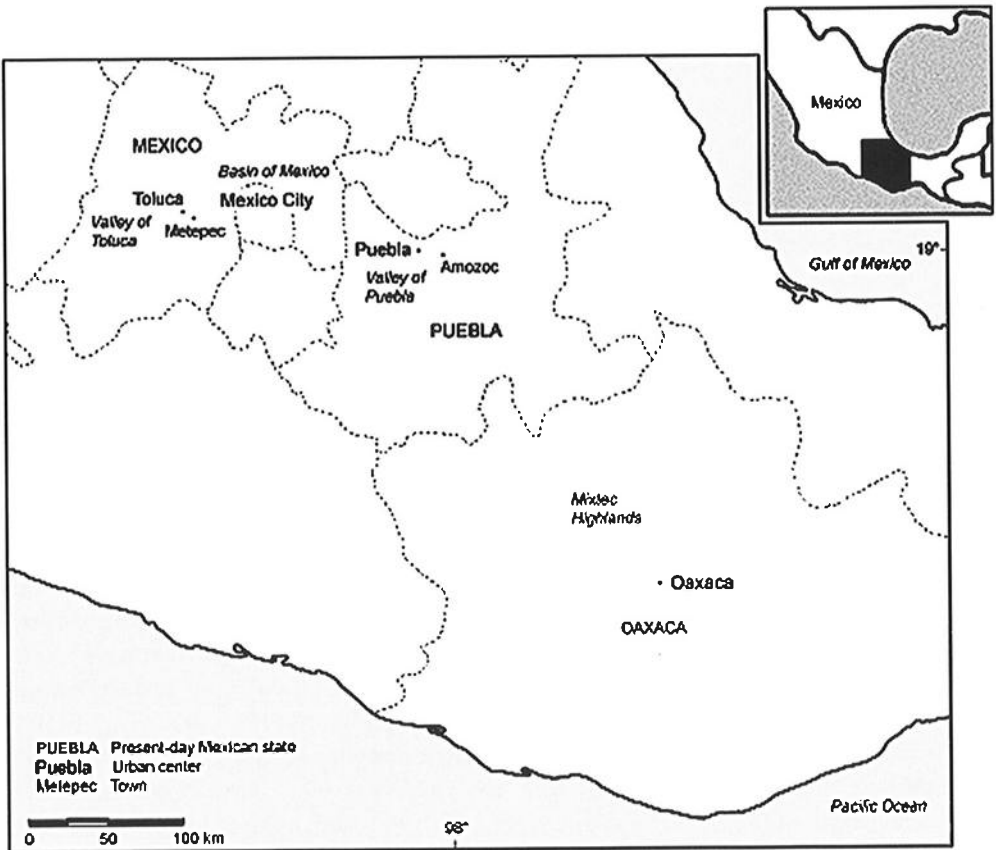 Mexico
MEXICO
Basin of Mexico
Toluca
Mexico City
Valley of
Toluca
Metepec
Puebla
Amozoc
Valley of
Puebla
19°
Gulf of Mexico
PUEBLA
Mixtec
Highlands
Oaxaca
OAXACA
PUEBLA Present-day Mexican state
Puebla Urban center
Metepec Town
0 50 100 km
98°
Pacific Ocean